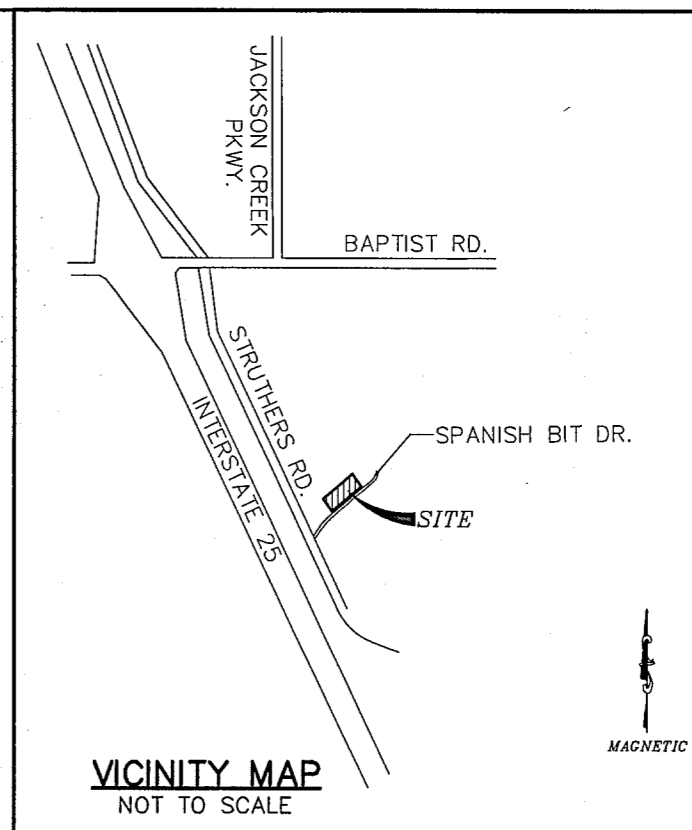 JACKSON CREEK
PKWY.
BAPTIST RD.
STRUTHERS RD.
INTERSTATE 25
SPANISH BIT DR.
SITE
MAGNETIC
VICINITY MAP
NOT TO SCALE